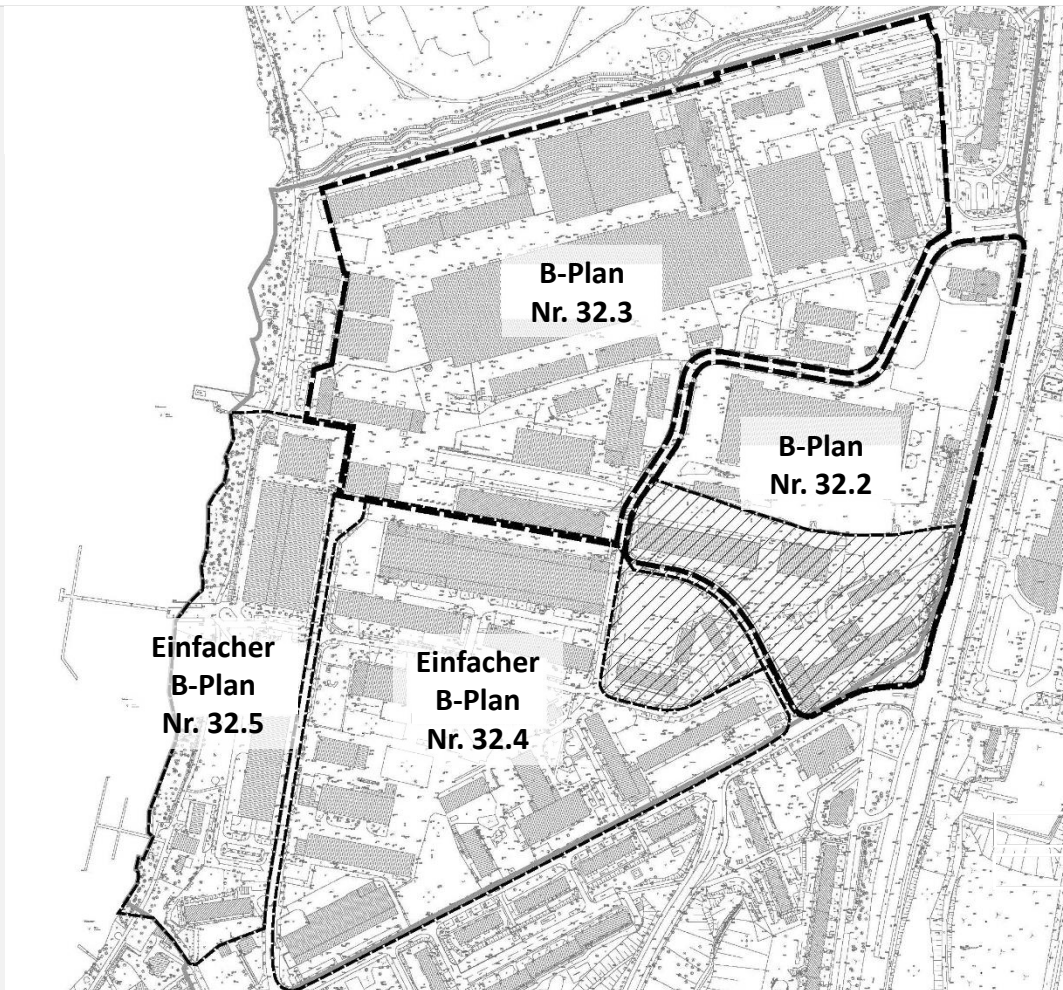 B-Plan
Nr. 32.3
B-Plan
Nr. 32.2
Einfacher
B-Plan
Nr. 32.5
Einfacher
B-Plan
Nr. 32.4